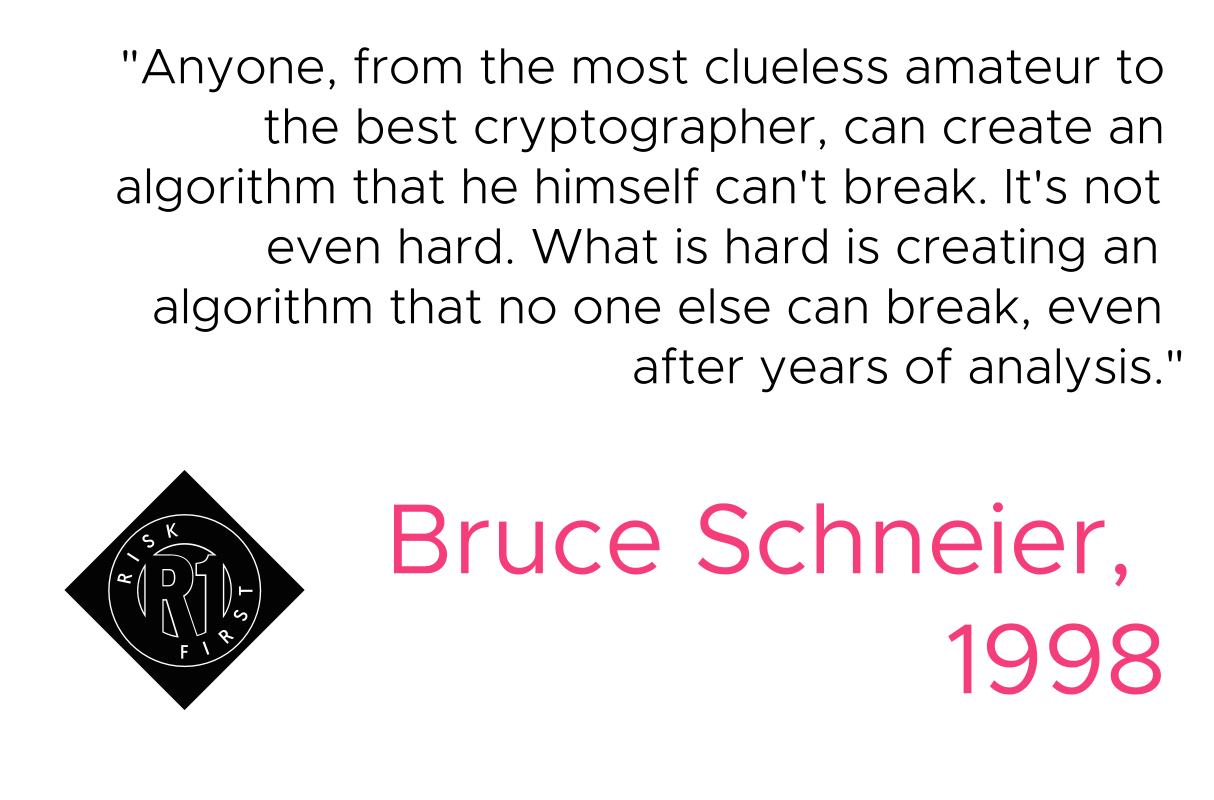 "Anyone, from the most clueless amateur to
the best cryptographer, can create an
algorithm that he himself can't break. It's not
even hard. What is hard is creating an
algorithm that no one else can break, even
after years of analysis."
Bruce Schneier,
1998
RISK
R1
FIRST